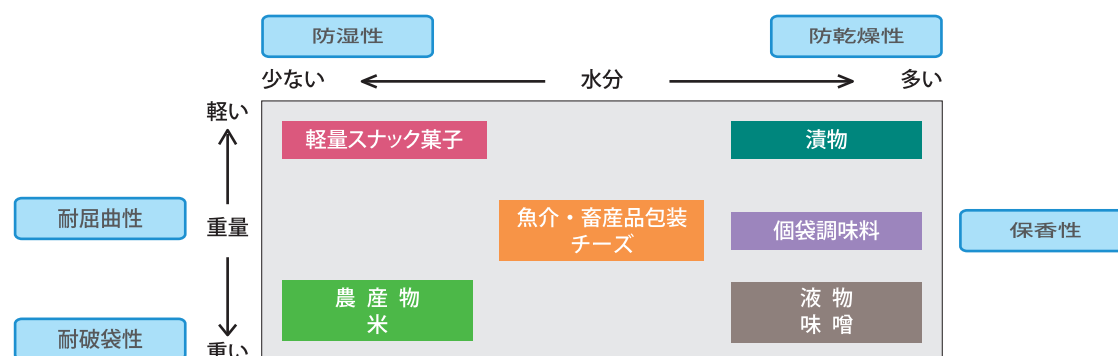 防湿性
防乾燥性
少ない
水分
多い
軽い
軽量スナック菓子
漬物
耐屈曲性
重量
魚介・畜産品包装
チーズ
個袋調味料
保香性
農産物
米
液物
味噌
耐破袋性
重い